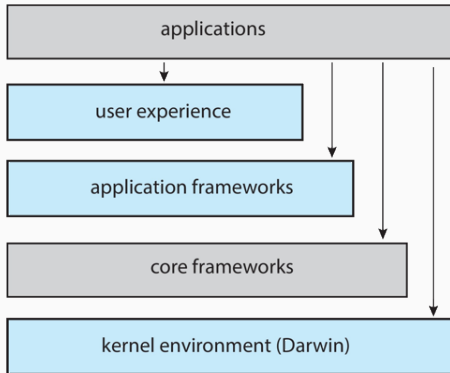 applications
user experience
application frameworks
core frameworks
kernel environment (Darwin)